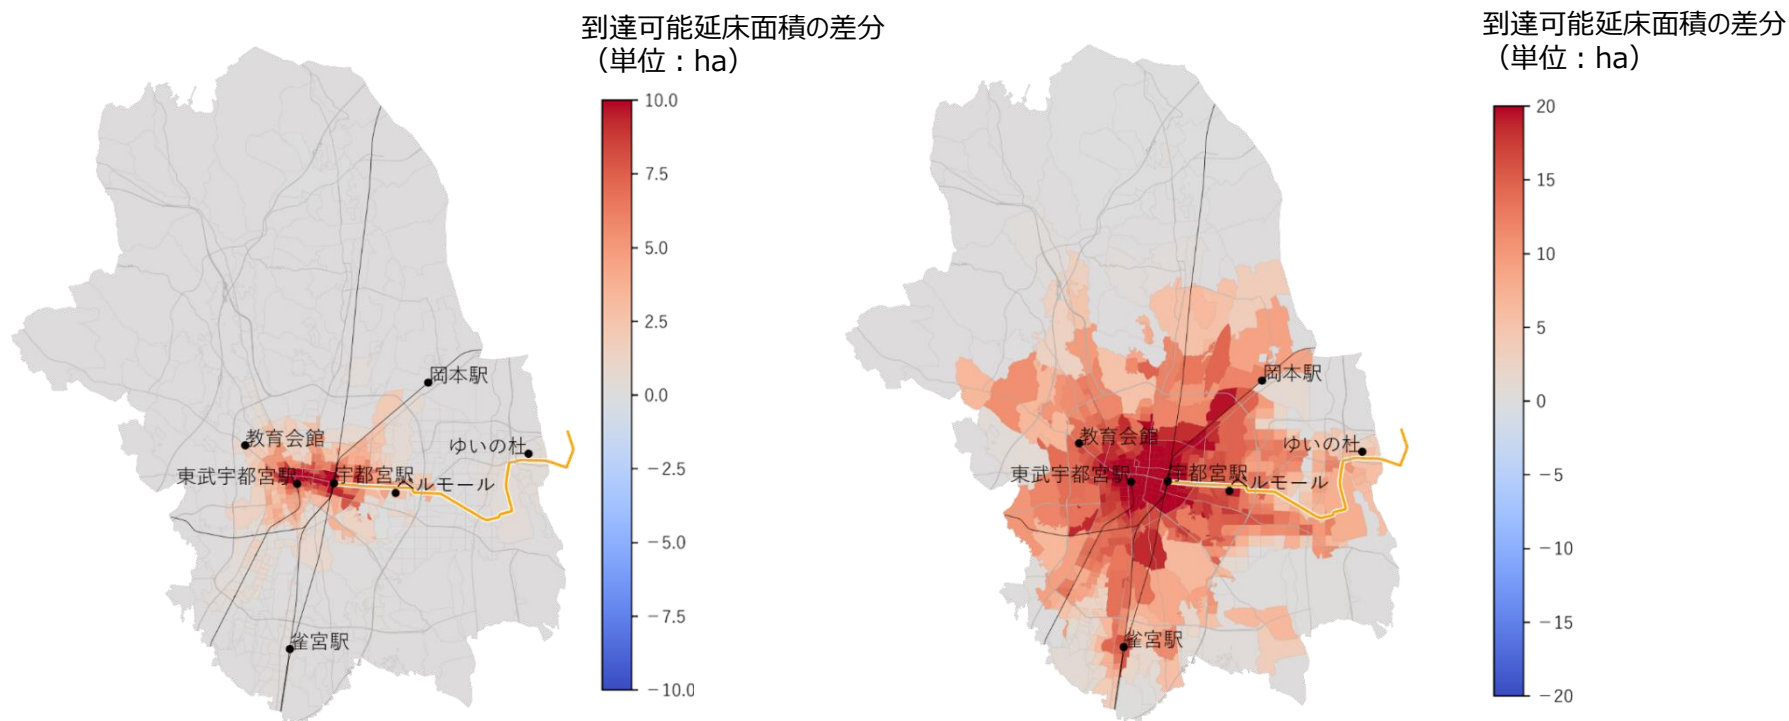 到達可能延床面積の差分
（単位：ha）
10.0
7.5
5.0
2.5
0.0
−2.5
−5.0
−7.5
−10.0
岡本駅
教育会館
ゆいの杜
東武宇都宮駅
宇都宮駅
ベルモール
雀宮駅
到達可能延床面積の差分
（単位：ha）
20
15
10
5
0
−5
−10
−15
−20
岡本駅
教育会館
ゆいの杜
東武宇都宮駅
宇都宮駅
ベルモール
雀宮駅